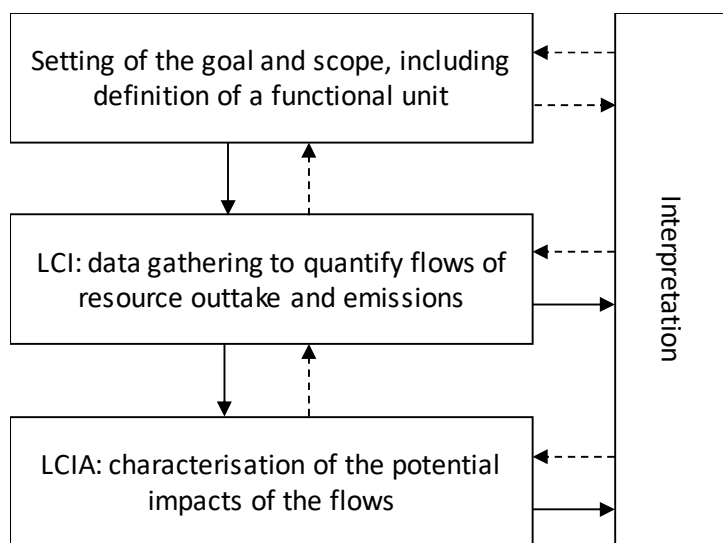 Setting of the goal and scope, including
definition of a functional unit
LCI: data gathering to quantify flows of
resource outtake and emissions
LCIA: characterisation of the potential
impacts of the flows
Interpretation